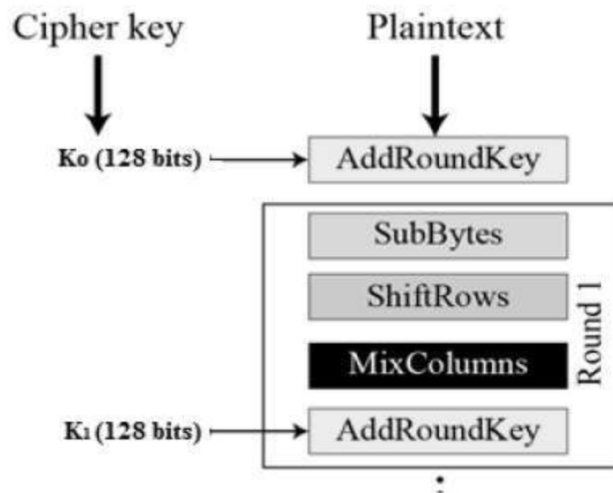 Cipher key
Plaintext
K0 (128 bits)
AddRoundKey
SubBytes
ShiftRows
MixColumns
Round 1
K1 (128 bits)
AddRoundKey